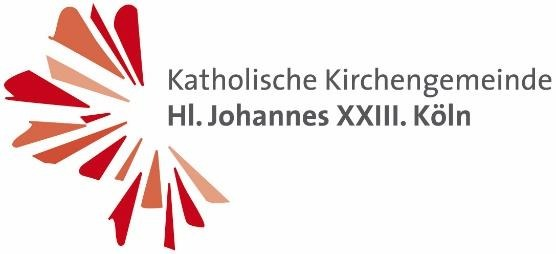 Katholische Kirchengemeinde
Hl. Johannes XXIII. Köln